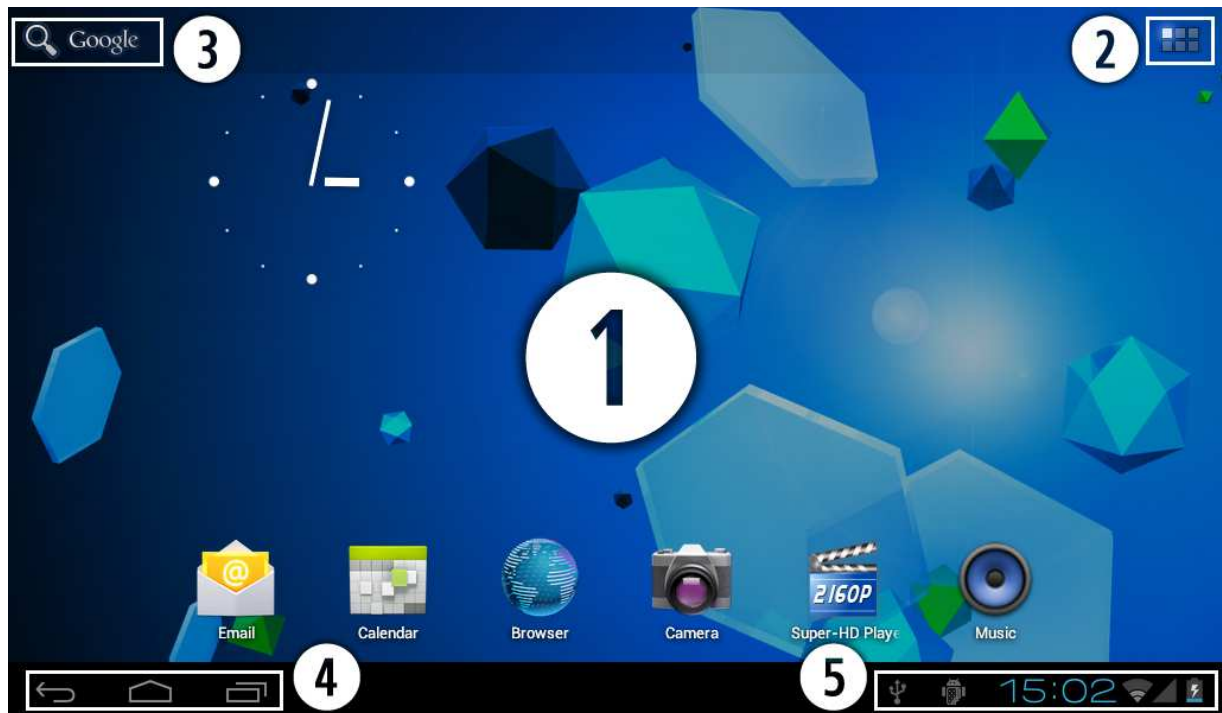 Google
3
2
1
2160P
Email
Calendar
Browser
Camera
Super-HD Playe
Music
4
5
15:02